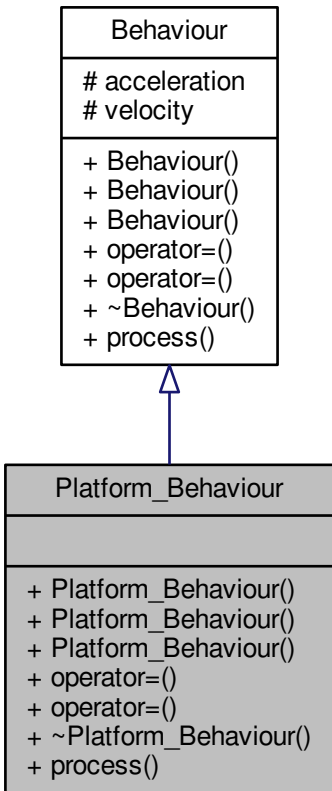 Behaviour
# acceleration
# velocity
+ Behaviour()
+ Behaviour()
+ Behaviour()
+ operator=()
+ operator=()
+ ~Behaviour()
+ process()
Platform_Behaviour
+ Platform_Behaviour()
+ Platform_Behaviour()
+ Platform_Behaviour()
+ operator=()
+ operator=()
+ ~Platform_Behaviour()
+ process()